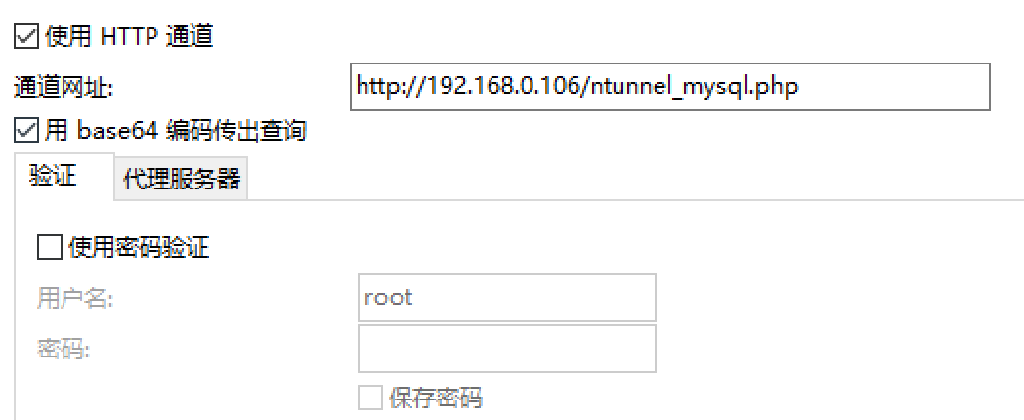 使用 HTTP 通道
通道网址: http://192.168.0.106/ntunnel_mysql.php
用 base64 编码传出查询
验证 代理服务器
使用密码验证
用户名: root
密码:
保存密码